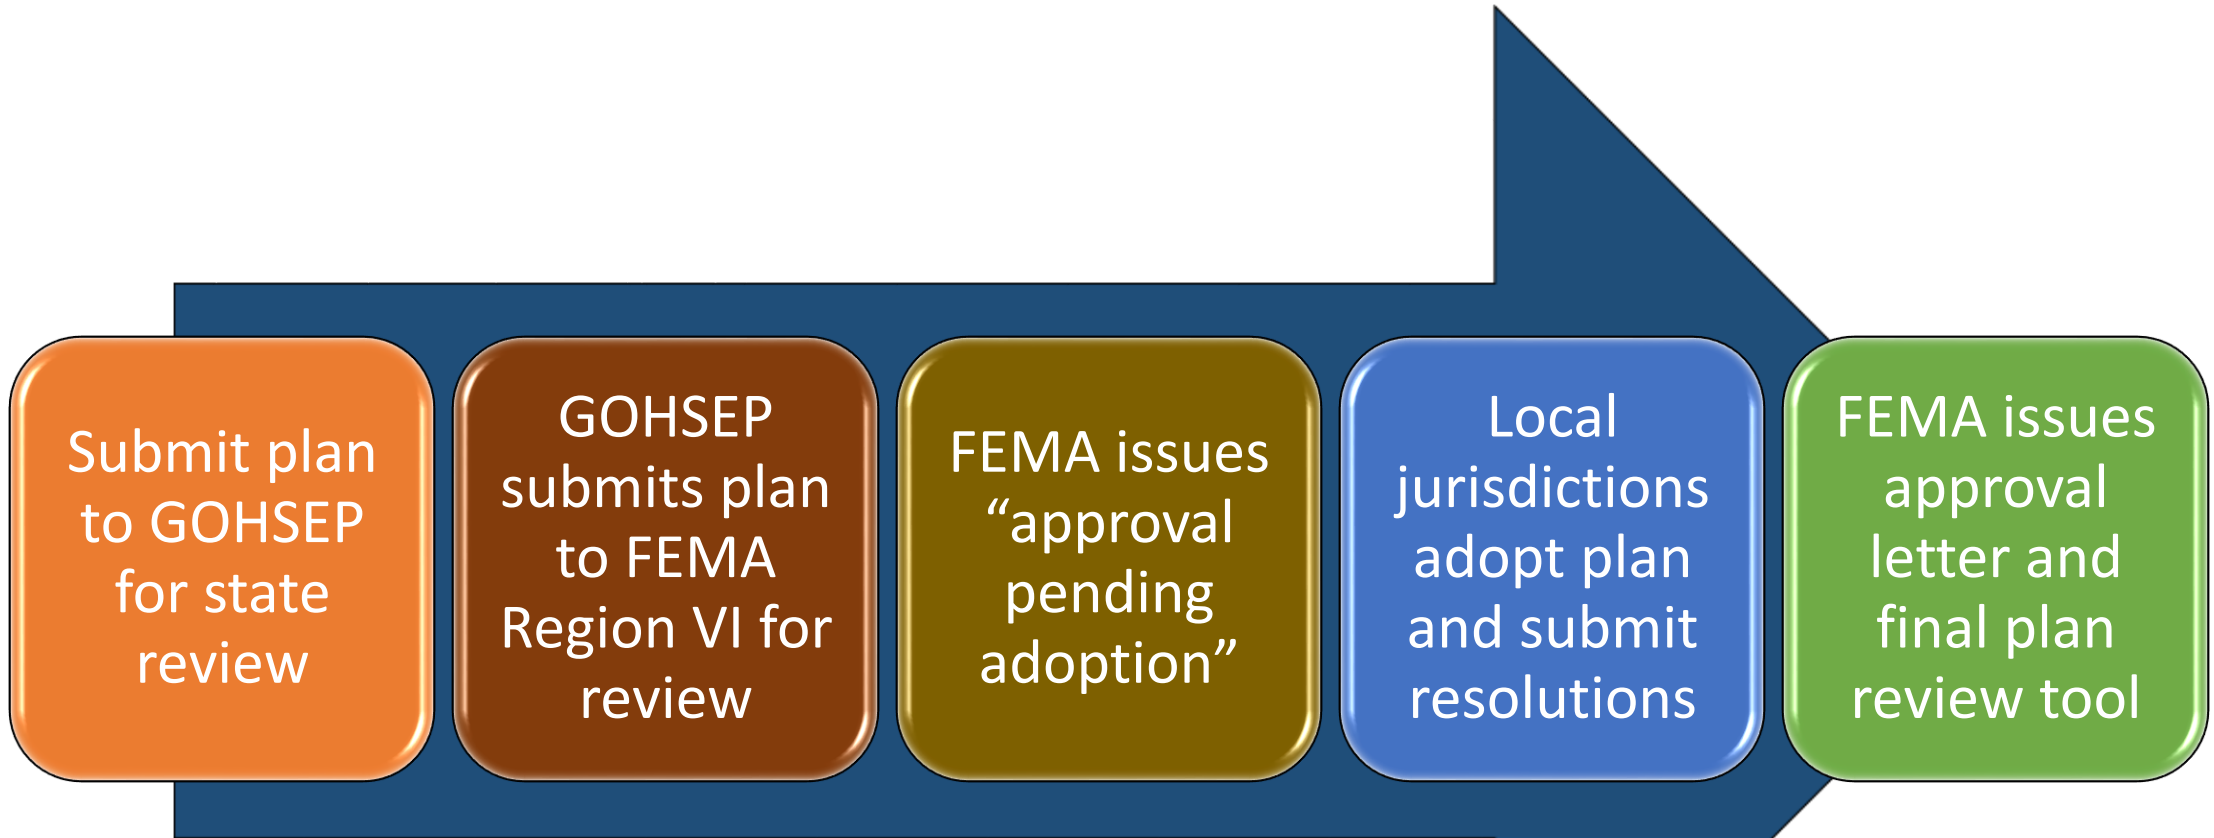 Submit plan
to GOHSEP
for state
review
GOHSEP
submits plan
to FEMA
Region VI for
review
FEMA issues
“approval
pending
adoption”
Local
jurisdictions
adopt plan
and submit
resolutions
FEMA issues
approval
letter and
final plan
review tool